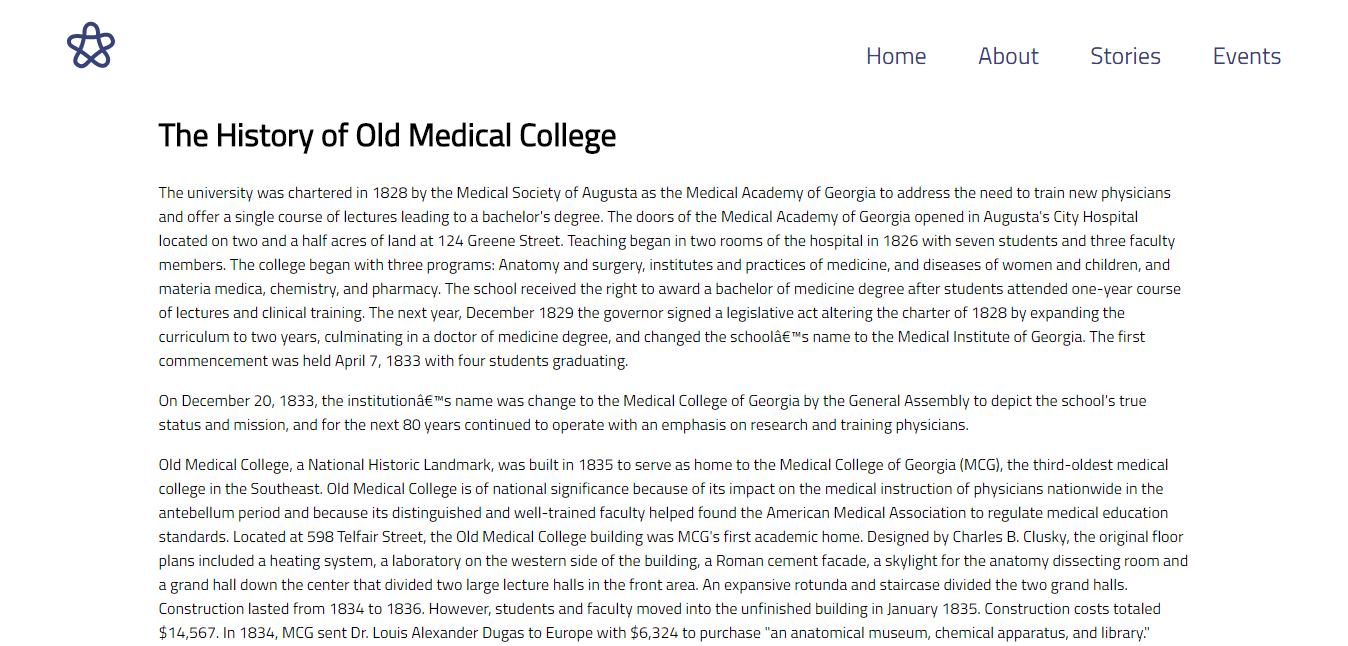 Home About Stories Events
The History of Old Medical College
The university was chartered in 1828 by the Medical Society of Augusta as the Medical Academy of Georgia to address the need to train new physicians
and offer a single course of lectures leading to a bachelor's degree. The doors of the Medical Academy of Georgia opened in Augusta's City Hospital
located on two and a half acres of land at 124 Greene Street. Teaching began in two rooms of the hospital in 1826 with seven students and three faculty
members. The college began with three programs: Anatomy and surgery, institutes and practices of medicine, and diseases of women and children, and
materia medica, chemistry, and pharmacy. The school received the right to award a bachelor of medicine degree after students attended one-year course
of lectures and clinical training. The next year, December 1829 the governor signed a legislative act altering the charter of 1828 by expanding the
curriculum to two years, culminating in a doctor of medicine degree, and changed the schoolâ€™s name to the Medical Institute of Georgia. The first
commencement was held April 7, 1833 with four students graduating.
On December 20, 1833, the institutionâ€™s name was change to the Medical College of Georgia by the General Assembly to depict the school's true
status and mission, and for the next 80 years continued to operate with an emphasis on research and training physicians.
Old Medical College, a National Historic Landmark, was built in 1835 to serve as home to the Medical College of Georgia (MCG), the third-oldest medical
college in the Southeast. Old Medical College is of national significance because of its impact on the medical instruction of physicians nationwide in the
antebellum period and because its distinguished and well-trained faculty helped found the American Medical Association to regulate medical education
standards. Located at 598 Telfair Street, the Old Medical College building was MCG's first academic home. Designed by Charles B. Clusky, the original floor
plans included a heating system, a laboratory on the western side of the building, a Roman cement facade, a skylight for the anatomy dissecting room and
a grand hall down the center that divided two large lecture halls in the front area. An expansive rotunda and staircase divided the two grand halls.
Construction lasted from 1834 to 1836. However, students and faculty moved into the unfinished building in January 1835. Construction costs totaled
$14,567. In 1834, MCG sent Dr. Louis Alexander Dugas to Europe with $6,324 to purchase "an anatomical museum, chemical apparatus, and library."